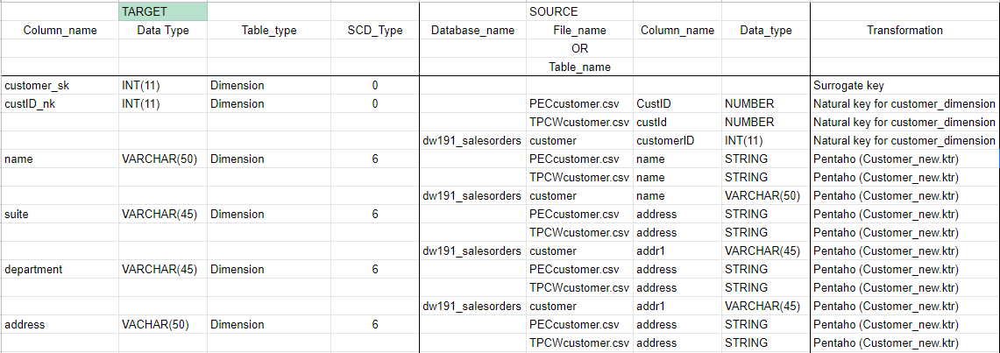 TARGET SOURCE
Column_name Data Type Table_type SCD_Type Database_name File_name Column_name Data_type Transformation
OR
Table_name
customer_sk INT(11) Dimension 0 Surrogate key
custID_nk INT(11) Dimension 0 PECcustomer.csv CustID NUMBER Natural key for customer_dimension
TPCWcustomer.csv custId NUMBER Natural key for customer_dimension
dw191_salesorders customer customerID INT(11) Natural key for customer_dimension
name VARCHAR(50) Dimension 6 PECcustomer.csv name STRING Pentaho (Customer_new.ktr)
TPCWcustomer.csv name STRING Pentaho (Customer_new.ktr)
dw191_salesorders customer name VARCHAR(50) Pentaho (Customer_new.ktr)
suite VARCHAR(45) Dimension 6 PECcustomer.csv address STRING Pentaho (Customer_new.ktr)
TPCWcustomer.csv address STRING Pentaho (Customer_new.ktr)
dw191_salesorders customer addr1 VARCHAR(45) Pentaho (Customer_new.ktr)
department VARCHAR(45) Dimension 6 PECcustomer.csv address STRING Pentaho (Customer_new.ktr)
TPCWcustomer.csv address STRING Pentaho (Customer_new.ktr)
dw191_salesorders customer addr1 VARCHAR(45) Pentaho (Customer_new.ktr)
address VACHAR(50) Dimension 6 PECcustomer.csv address STRING Pentaho (Customer_new.ktr)
TPCWcustomer.csv address STRING Pentaho (Customer_new.ktr)